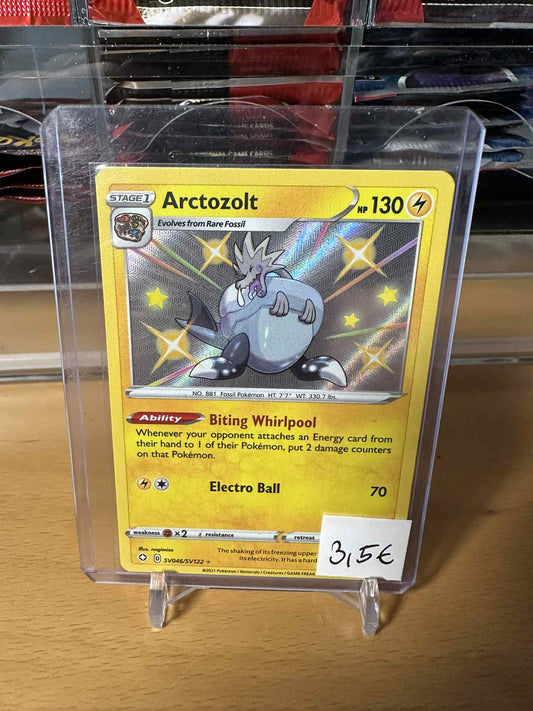 STAGE 1
Arctozolt
HP 130
Evolves from Rare Fossil
NO. 881 Fossil Pokémon HT: 7'7" WT: 330.7 lbs.
Ability Biting Whirlpool
Whenever your opponent attaches an Energy card from
their hand to 1 of their Pokémon, put 2 damage counters
on that Pokémon.
Electro Ball 70
weakness ×2 resistance retreat
Illus. nagimiso
D SV046/SV122
The shaking of its freezing upper
its electricity. It has a hard
©2021 Pokémon / Nintendo / Creatures / GAME FREAK
3,5€